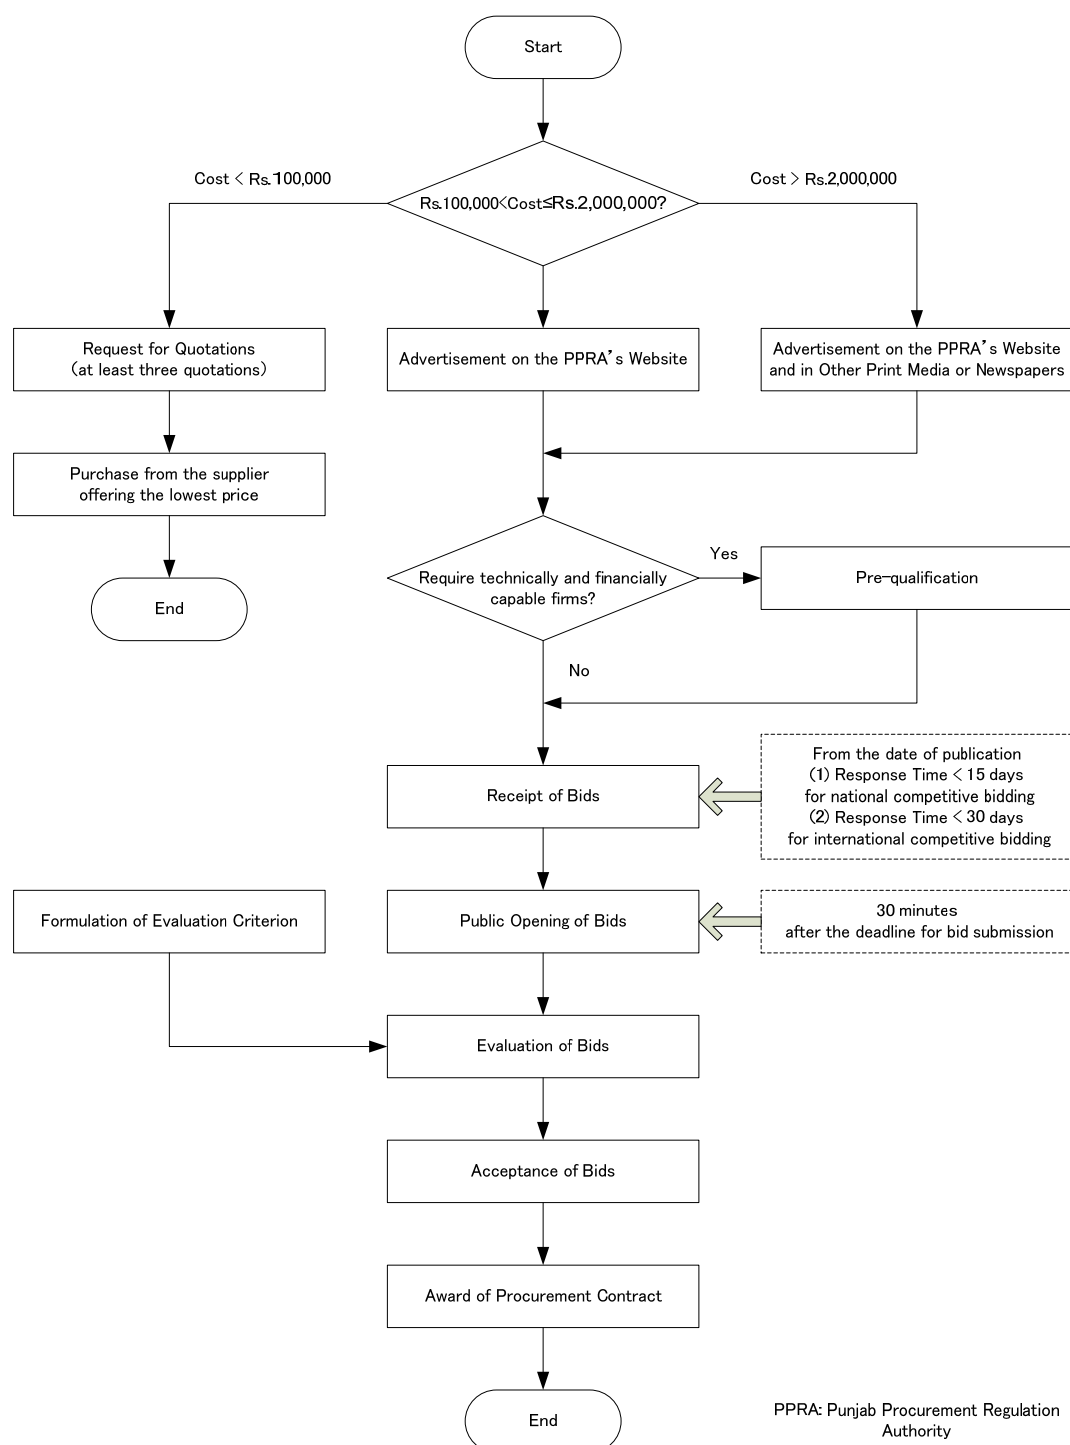 Start
Cost < Rs.100,000
Cost > Rs.2,000,000
Rs.100,000<Cost≤Rs.2,000,000?
Request for Quotations
(at least three quotations)
Advertisement on the PPRA’s Website
Advertisement on the PPRA’s Website
and in Other Print Media or Newspapers
Purchase from the supplier
offering the lowest price
End
Require technically and financially
capable firms?
Yes
Pre-qualification
No
Receipt of Bids
From the date of publication
(1) Response Time < 15 days
for national competitive bidding
(2) Response Time < 30 days
for international competitive bidding
Formulation of Evaluation Criterion
Public Opening of Bids
30 minutes
after the deadline for bid submission
Evaluation of Bids
Acceptance of Bids
Award of Procurement Contract
End
PPRA: Punjab Procurement Regulation
Authority